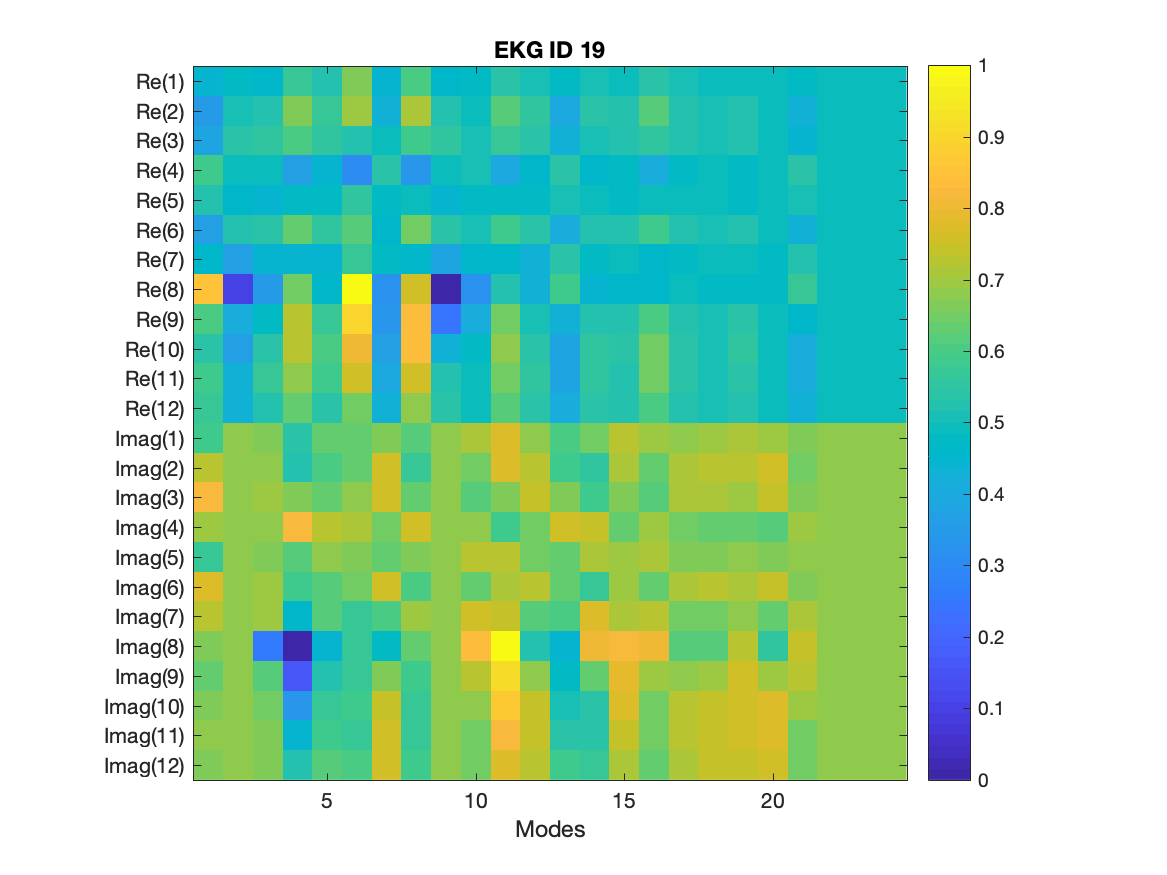 EKG ID 19
Re(1)
Re(2)
Re(3)
Re(4)
Re(5)
Re(6)
Re(7)
Re(8)
Re(9)
Re(10)
Re(11)
Re(12)
Imag(1)
Imag(2)
Imag(3)
Imag(4)
Imag(5)
Imag(6)
Imag(7)
Imag(8)
Imag(9)
Imag(10)
Imag(11)
Imag(12)
5 10 15 20
Modes
1
0.9
0.8
0.7
0.6
0.5
0.4
0.3
0.2
0.1
0